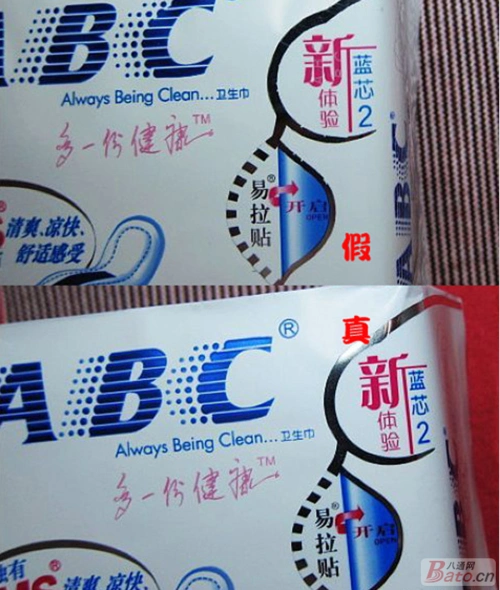 ABC
Always Being Clean...卫生巾
多一份健康™
新体验
蓝芯2
易拉贴®
开启
OPEN
清爽、凉快、
舒适感受
ABC
假
真
ABC®
Always Being Clean...卫生巾
多一份健康™
新体验
蓝芯2
易拉贴
开启
OPEN
有
®
清爽、凉快、
八通网
Bato.cn